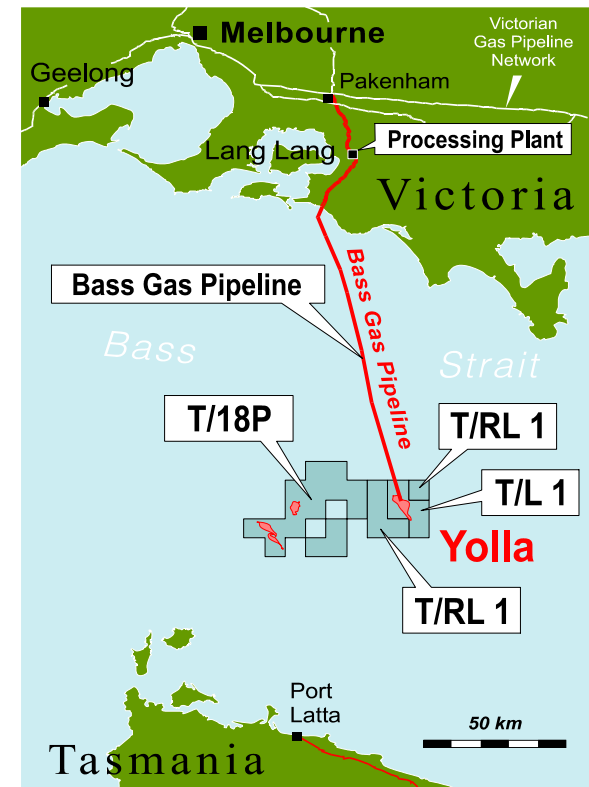 Victorian
Gas Pipeline
Network
Melbourne
Geelong
Pakenham
Processing Plant
Lang Lang
Victoria
Bass Gas Pipeline
Bass Gas Pipeline
Bass
Strait
T/18P
T/RL 1
T/L 1
Yolla
T/RL 1
Port
Latta
50 km
Tasmania